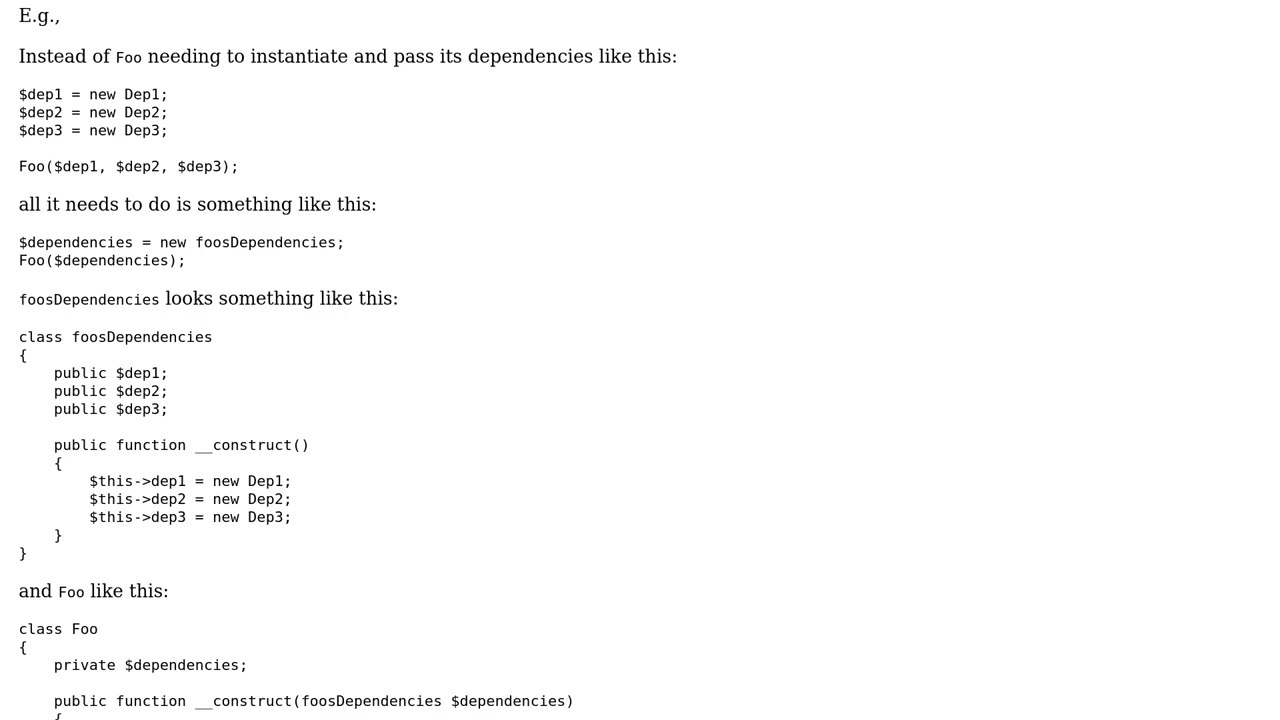 E.g.,
Instead of Foo needing to instantiate and pass its dependencies like this:
$dep1 = new Dep1;
$dep2 = new Dep2;
$dep3 = new Dep3;
Foo($dep1, $dep2, $dep3);
all it needs to do is something like this:
$dependencies = new foosDependencies;
Foo($dependencies);
foosDependencies looks something like this:
class foosDependencies
{
    public $dep1;
    public $dep2;
    public $dep3;
    public function __construct()
    {
        $this->dep1 = new Dep1;
        $this->dep2 = new Dep2;
        $this->dep3 = new Dep3;
    }
}
and Foo like this:
class Foo
{
    private $dependencies;
    public function __construct(foosDependencies $dependencies)
    {